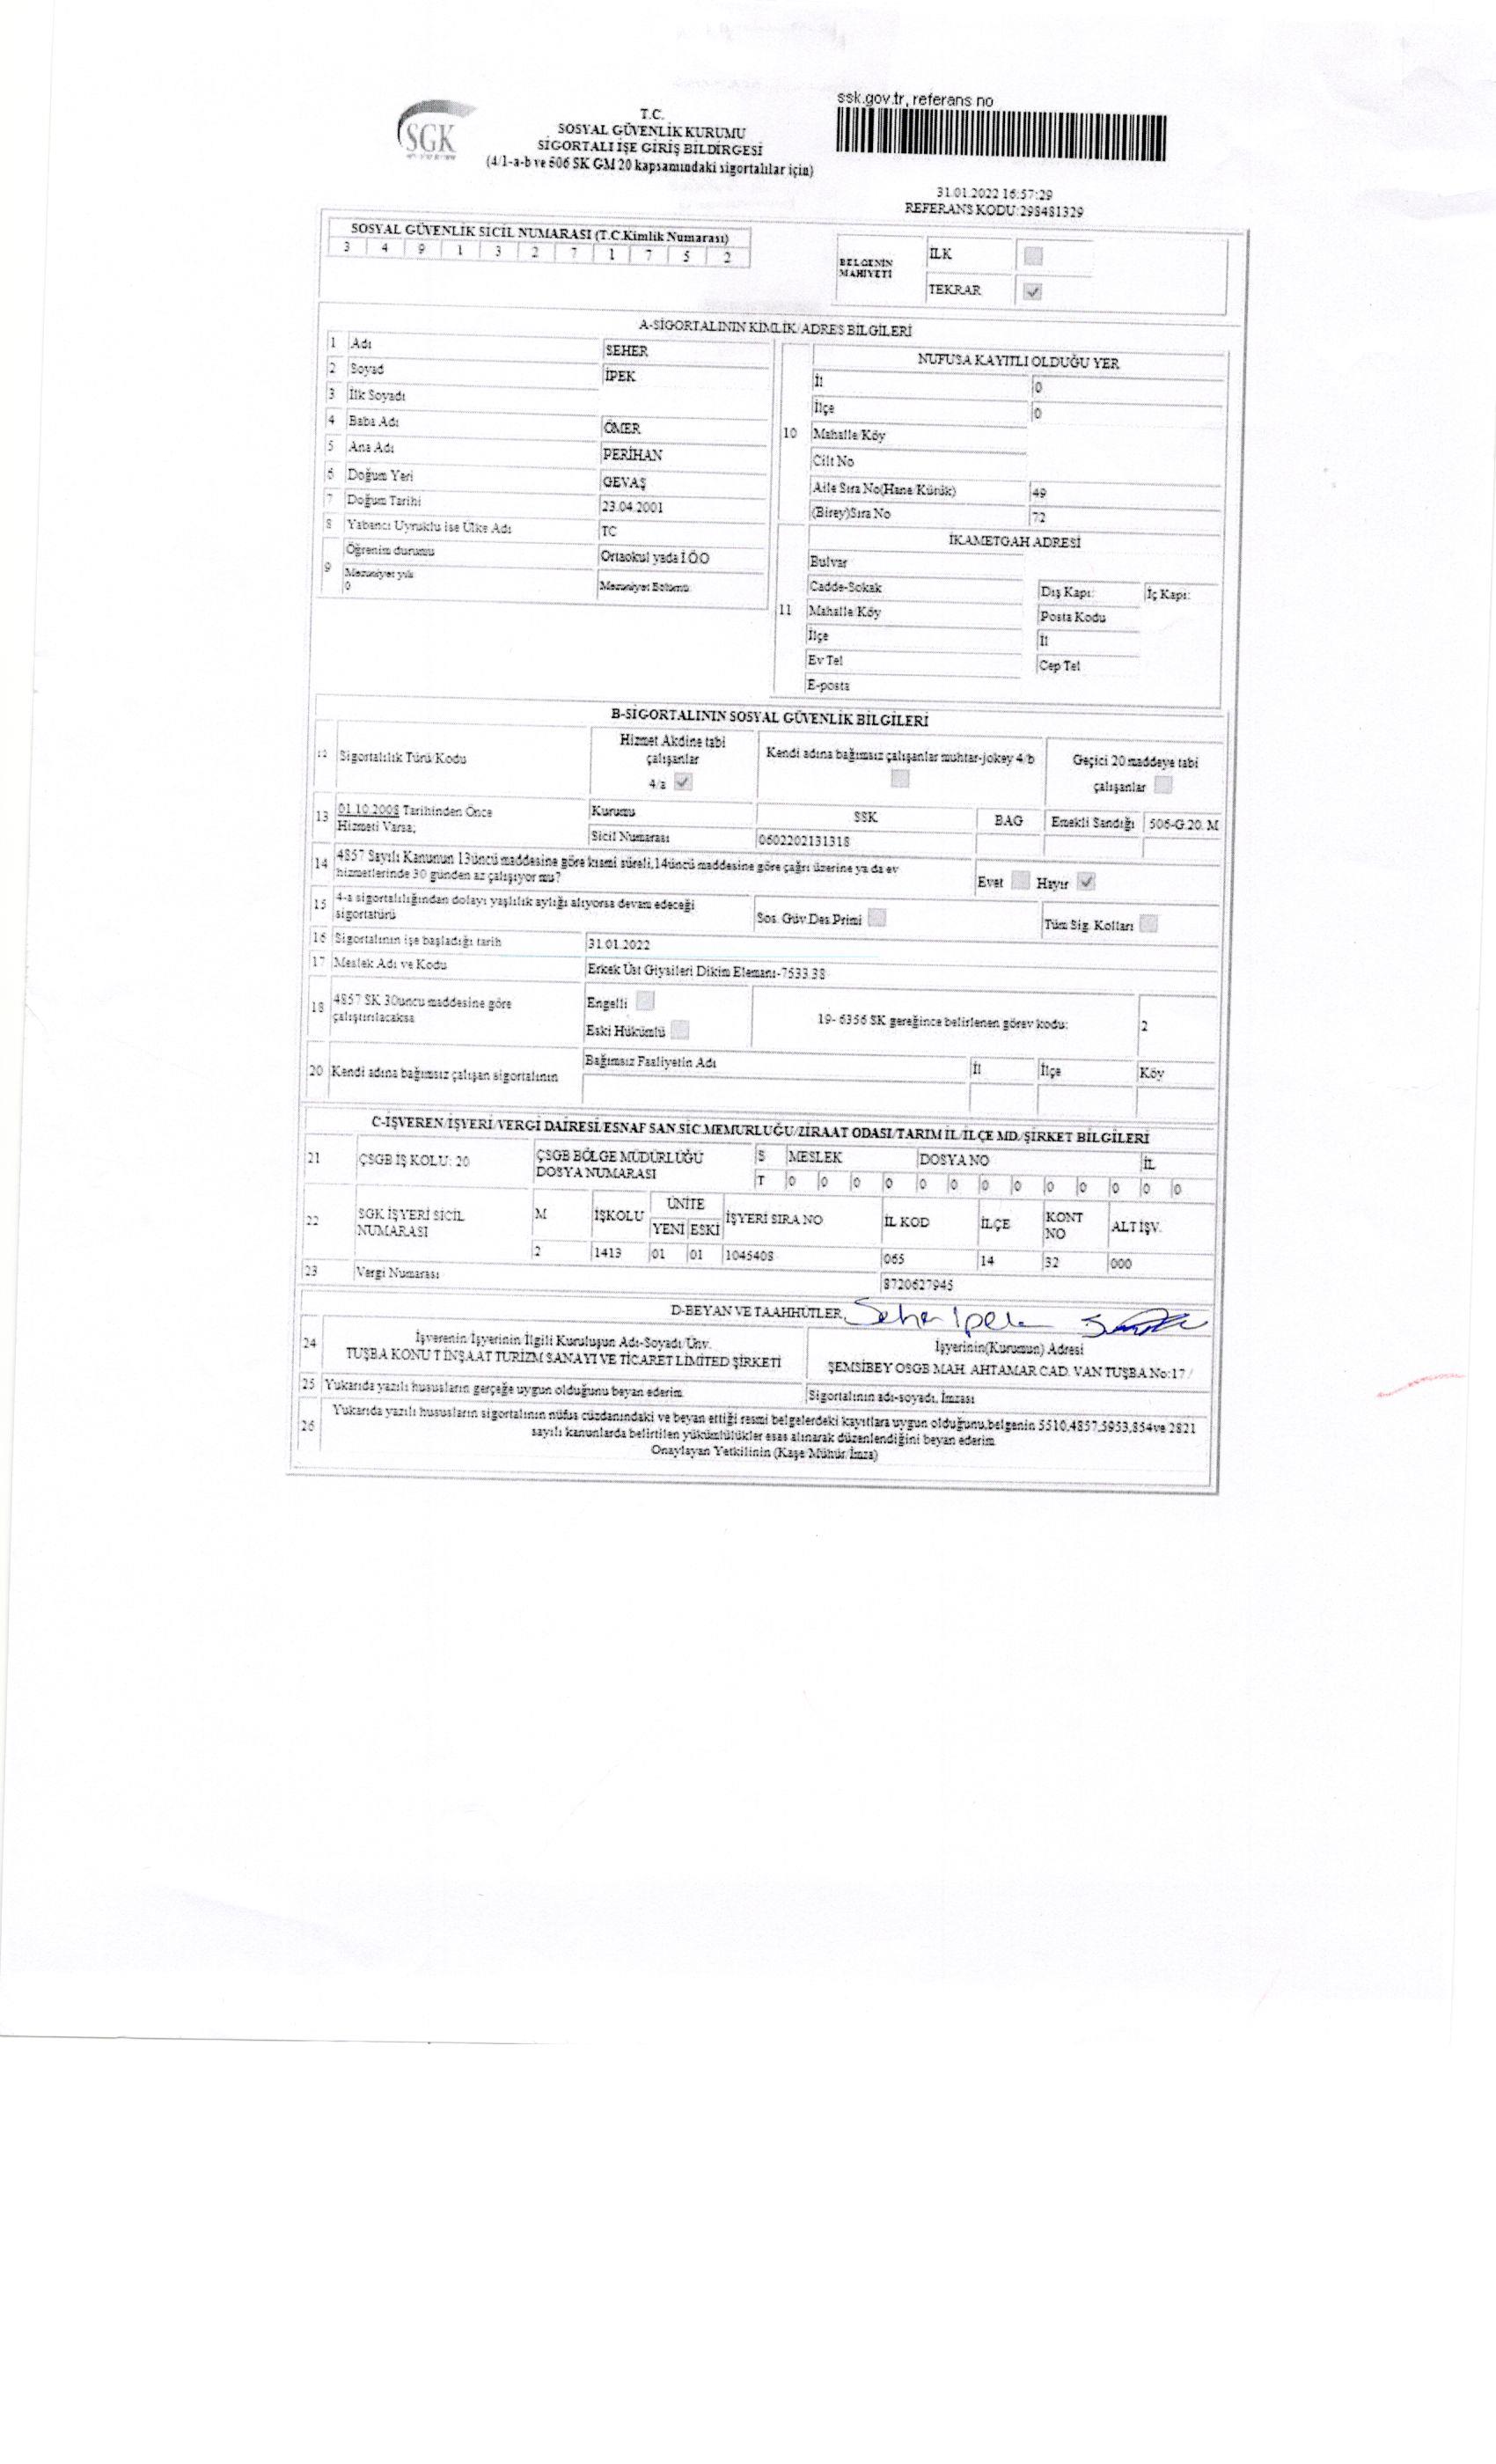 ssk.gov.tr, referans no
SGK
T.C.
SOSYAL GÜVENLİK KURUMU
SİGORTALI İŞE GİRİŞ BİLDİRGESİ
(4/1-a-b ve 506 SK GM 20 kapsamındaki sigortalılar için)
31.01.2022 16:57:29
REFERANS KODU:298481329
SOSYAL GÜVENLİK SİCİL NUMARASI (T.C.Kimlik Numarası)
3 4 9 1 3 2 7 1 7 5 2
BELGENİN MAHİYETİ
İLK
TEKRAR
A-SİGORTALININ KİMLİK/ADRES BİLGİLERİ
1 Adı SEHER
2 Soyad İPEK
3 İlk Soyadı
4 Baba Adı ÖMER
5 Ana Adı PERİHAN
6 Doğum Yeri GEVAŞ
7 Doğum Tarihi 23.04.2001
8 Yabancı Uyruklu ise Ülke Adı TC
9 Öğrenim durumu Ortaokul yada İÖO
Mezuniyet yılı Mezuniyet Bölümü
0
NUFUSA KAYITLI OLDUĞU YER
10
İl 0
İlçe 0
Mahalle/Köy
Cilt No
Aile Sıra No(Hane/Kütük) 49
(Birey)Sıra No 72
İKAMETGAH ADRESİ
11
Bulvar
Cadde-Sokak Dış Kapı: İç Kapı:
Mahalle/Köy Posta Kodu
İlçe İl
Ev Tel Cep Tel
E-posta
B-SİGORTALININ SOSYAL GÜVENLİK BİLGİLERİ
12 Sigortalılık Türü/Kodu
Hizmet Akdine tabi
çalışanlar
4/a
Kendi adına bağımsız çalışanlar muhtar-jokey 4/b
Geçici 20 maddeye tabi
çalışanlar
13 01.10.2008 Tarihinden Önce
Hizmeti Varsa;
Kurumu SSK BAG Emekli Sandığı 506-G.20. M
Sicil Numarası 0602202131318
14 4857 Sayılı Kanunun 13üncü maddesine göre kısmi süreli,14üncü maddesine göre çağrı üzerine ya da ev
hizmetlerinde 30 günden az çalışıyor mu?
Evet Hayır
15 4-a sigortalılığından dolayı yaşlılık aylığı alıyorsa devam edeceği
sigortatürü
Sos. Güv.Des.Primi Tüm Sig. Kolları
16 Sigortalının işe başladığı tarih 31.01.2022
17 Meslek Adı ve Kodu Erkek Üst Giysileri Dikim Elemanı-7533.38
18 4857 SK 30uncu maddesine göre
çalıştırılacaksa
Engelli
Eski Hükümlü
19- 6356 SK gereğince belirlenen görev kodu: 2
20 Kendi adına bağımsız çalışan sigortalının
Bağımsız Faaliyetin Adı İl İlçe Köy
C-İŞVEREN/İŞYERİ/VERGİ DAİRESİ/ESNAF SAN.SİC.MEMURLUĞU/ZİRAAT ODASI/TARIM İL/İLÇE MD./ŞİRKET BİLGİLERİ
21 ÇSGB İŞ KOLU: 20
ÇSGB BÖLGE MÜDÜRLÜĞÜ
DOSYA NUMARASI
S MESLEK DOSYA NO İL
T 0 0 0 0 0 0 0 0 0 0 0 0 0
22 SGK İŞYERİ SİCİL
NUMARASI
M İŞKOLU ÜNİTE İŞYERİ SIRA NO İL KOD İLÇE KONT NO ALT İŞV.
YENİ ESKİ
2 1413 01 01 1045408 065 14 32 000
23 Vergi Numarası 8720627945
D-BEYAN VE TAAHHÜTLER
Seher İpek
24 İşverenin İşyerinin İlgili Kuruluşun Adı-Soyadı/Ünv.
TUŞBA KONUT İNŞAAT TURİZM SANAYİ VE TİCARET LİMİTED ŞİRKETİ
İşyerinin(Kurumun) Adresi
ŞEMSİBEY OSGB MAH. AHTAMAR CAD. VAN TUŞBA No:17 /
25 Yukarıda yazılı hususların gerçeğe uygun olduğunu beyan ederim
Sigortalının adı-soyadı, İmzası
26 Yukarıda yazılı hususların sigortalının nüfus cüzdanındaki ve beyan ettiği resmi belgelerdeki kayıtlara uygun olduğunu,belgenin 5510,4857,5953,854ve 2821
sayılı kanunlarda belirtilen yükümlülükler esas alınarak düzenlendiğini beyan ederim
Onaylayan Yetkilinin (Kaşe/Mühür/İmza)